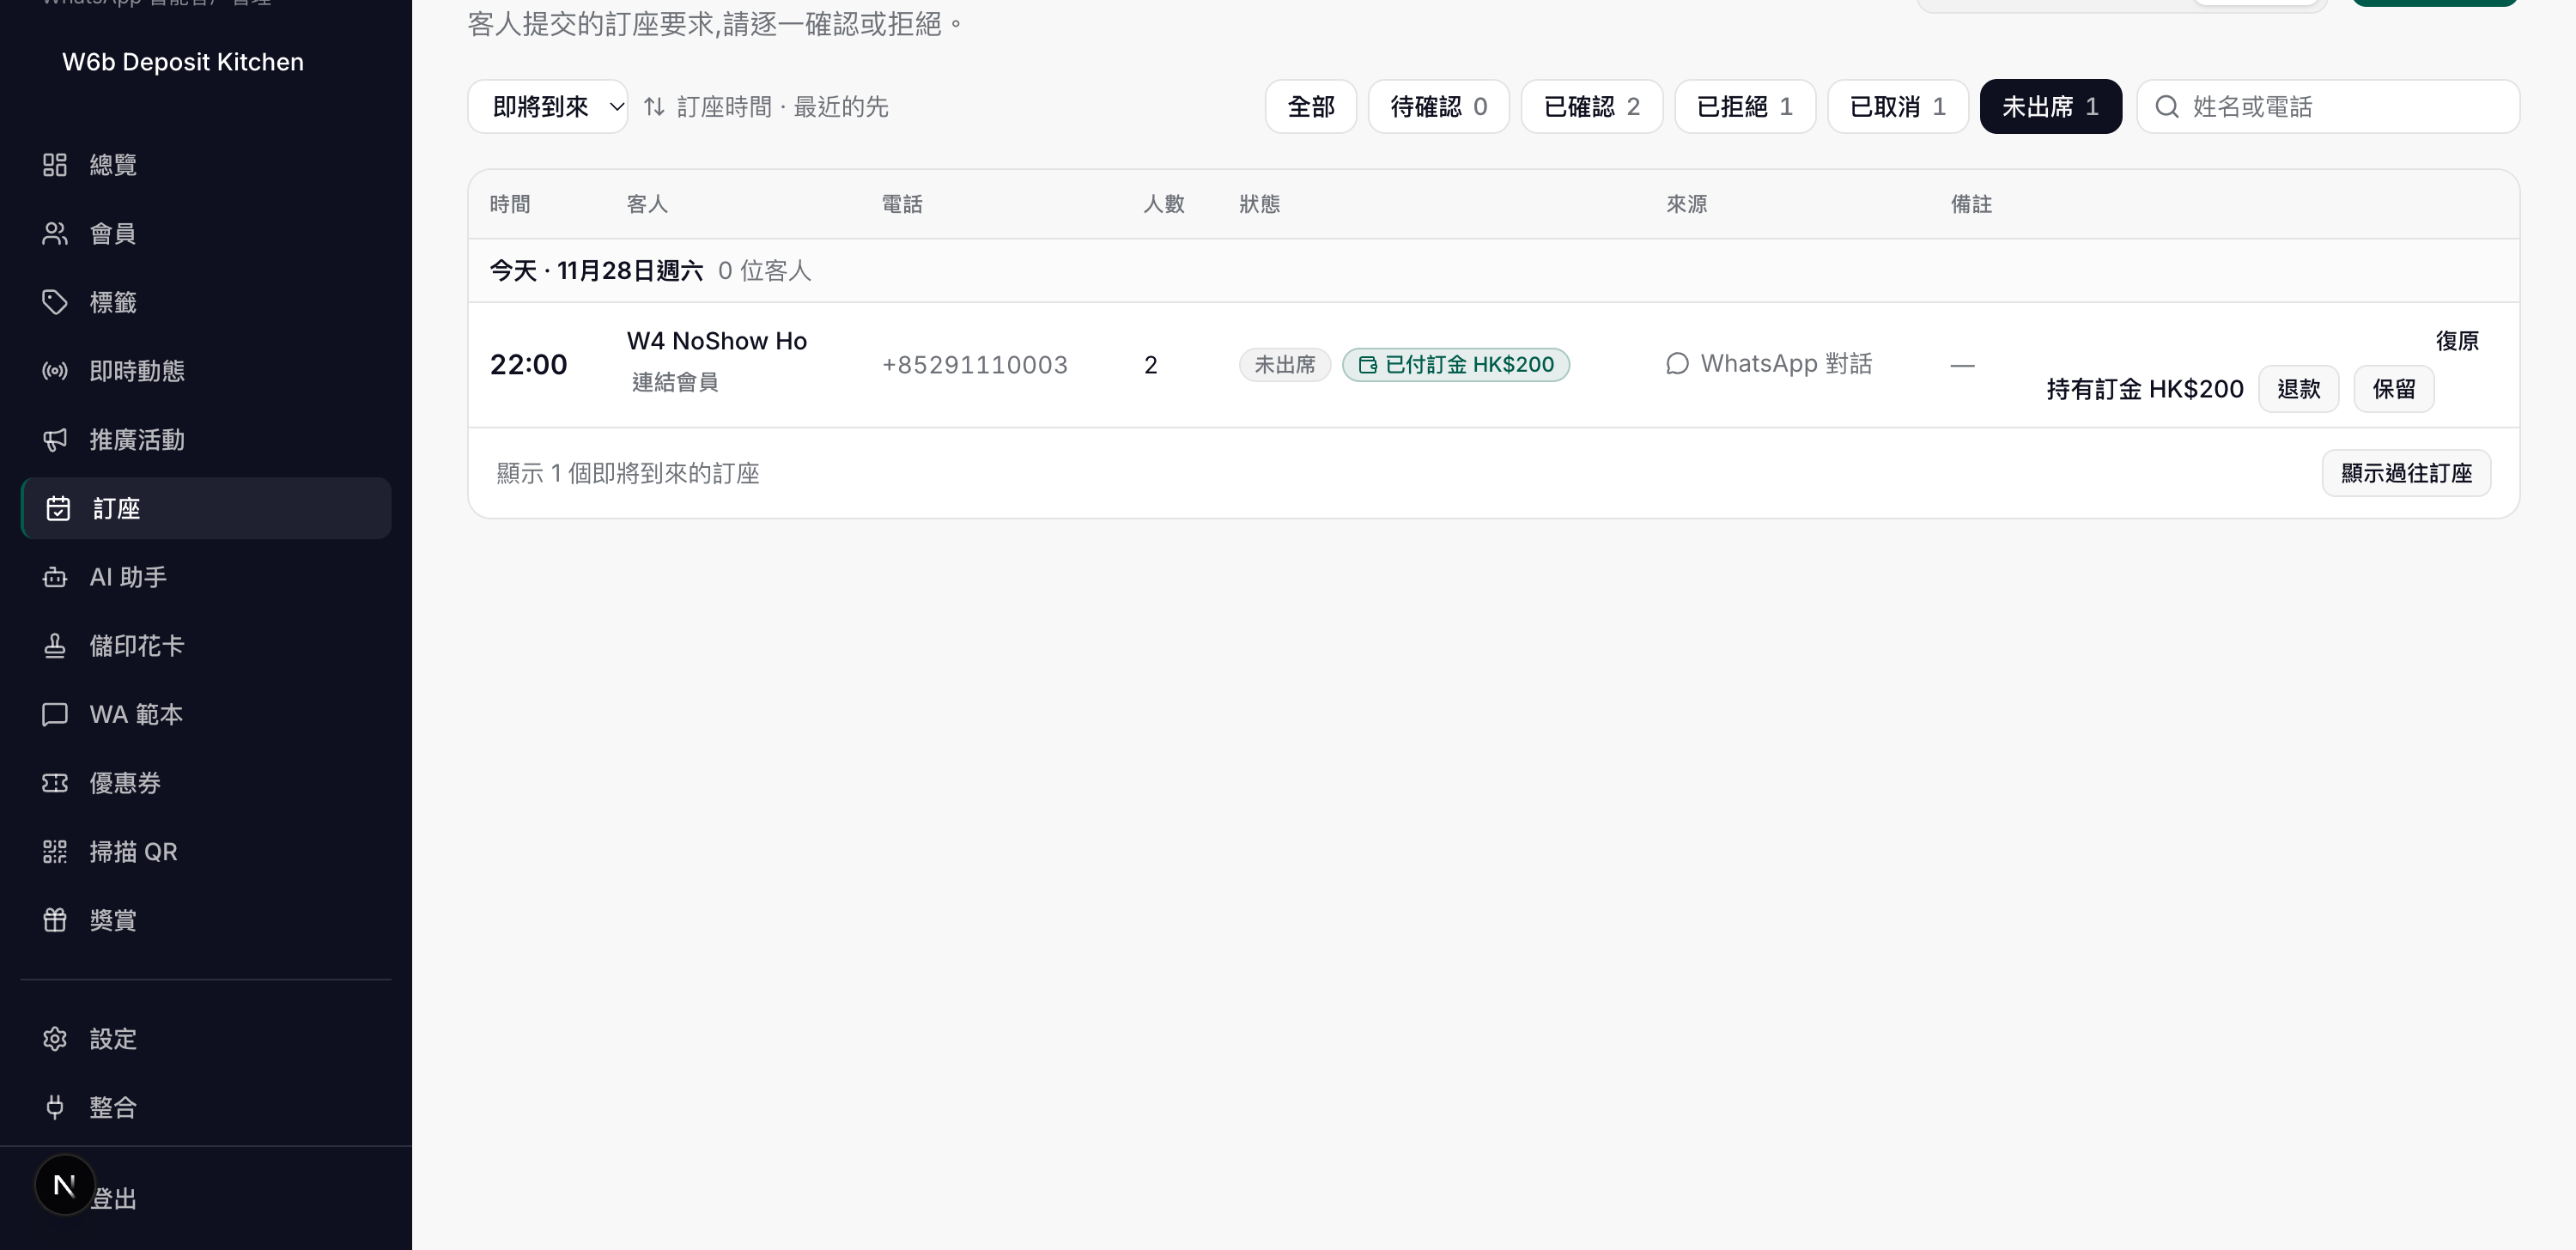 W6b Deposit Kitchen
總覽
會員
標籤
即時動態
推廣活動
訂座
AI 助手
儲印花卡
WA 範本
優惠券
掃描 QR
獎賞
設定
整合
N
登出
客人提交的訂座要求,請逐一確認或拒絕。
即將到來 訂座時間 · 最近的先 全部 待確認 0 已確認 2 已拒絕 1 已取消 1 未出席 1 姓名或電話
時間 客人 電話 人數 狀態 來源 備註
今天 · 11月28日週六 0 位客人
22:00 W4 NoShow Ho +85291110003 2 未出席 已付訂金 HK$200 WhatsApp 對話 — 復原
連結會員 持有訂金 HK$200 退款 保留
顯示 1 個即將到來的訂座 顯示過往訂座